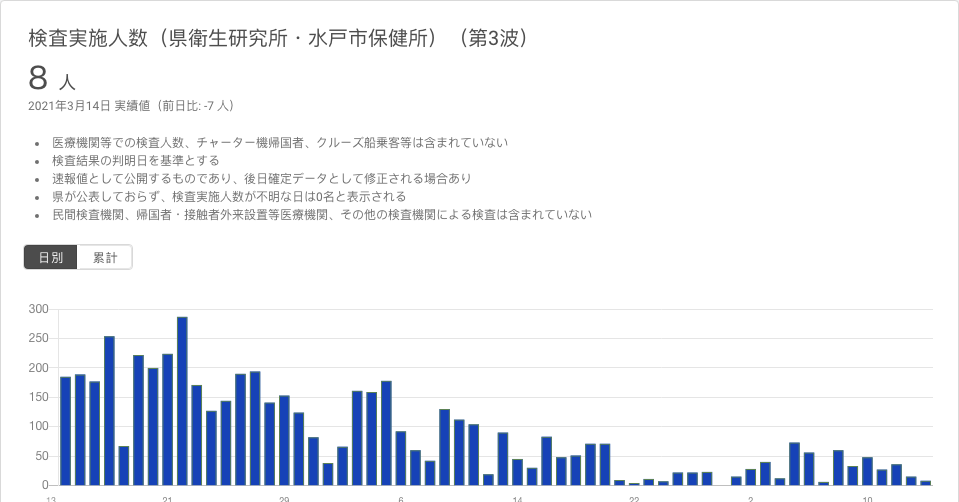 検査実施人数（県衛生研究所・水戸市保健所）（第3波）
8 人
2021年3月14日 実績値（前日比: -7 人）
医療機関等での検査人数、チャーター機帰国者、クルーズ船乗客等は含まれていない
検査結果の判明日を基準とする
速報値として公開するものであり、後日確定データとして修正される場合あり
県が公表しておらず、検査実施人数が不明な日は0名と表示される
民間検査機関、帰国者・接触者外来設置等医療機関、その他の検査機関による検査は含まれていない
日別 累計
300
250
200
150
100
50
0
13 21 29 6 14 22 2 10